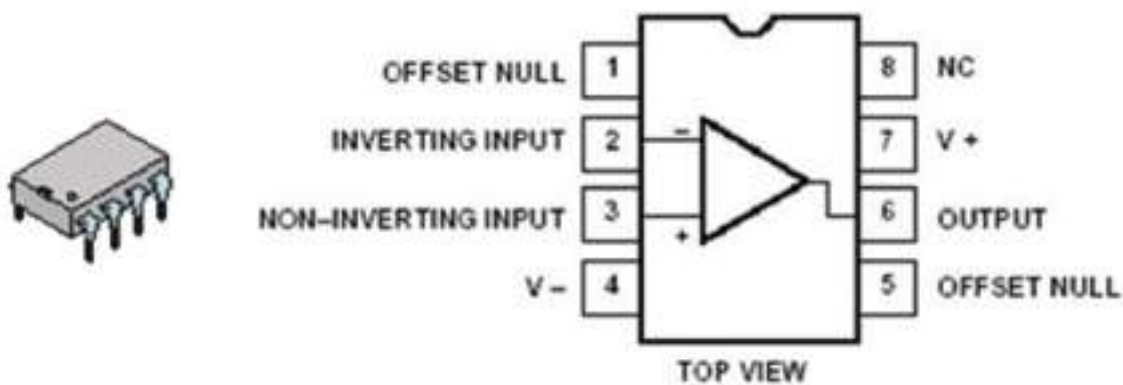 OFFSET NULL 1 8 NC
INVERTING INPUT 2 – 7 V +
NON–INVERTING INPUT 3 + 6 OUTPUT
V – 4 5 OFFSET NULL
TOP VIEW